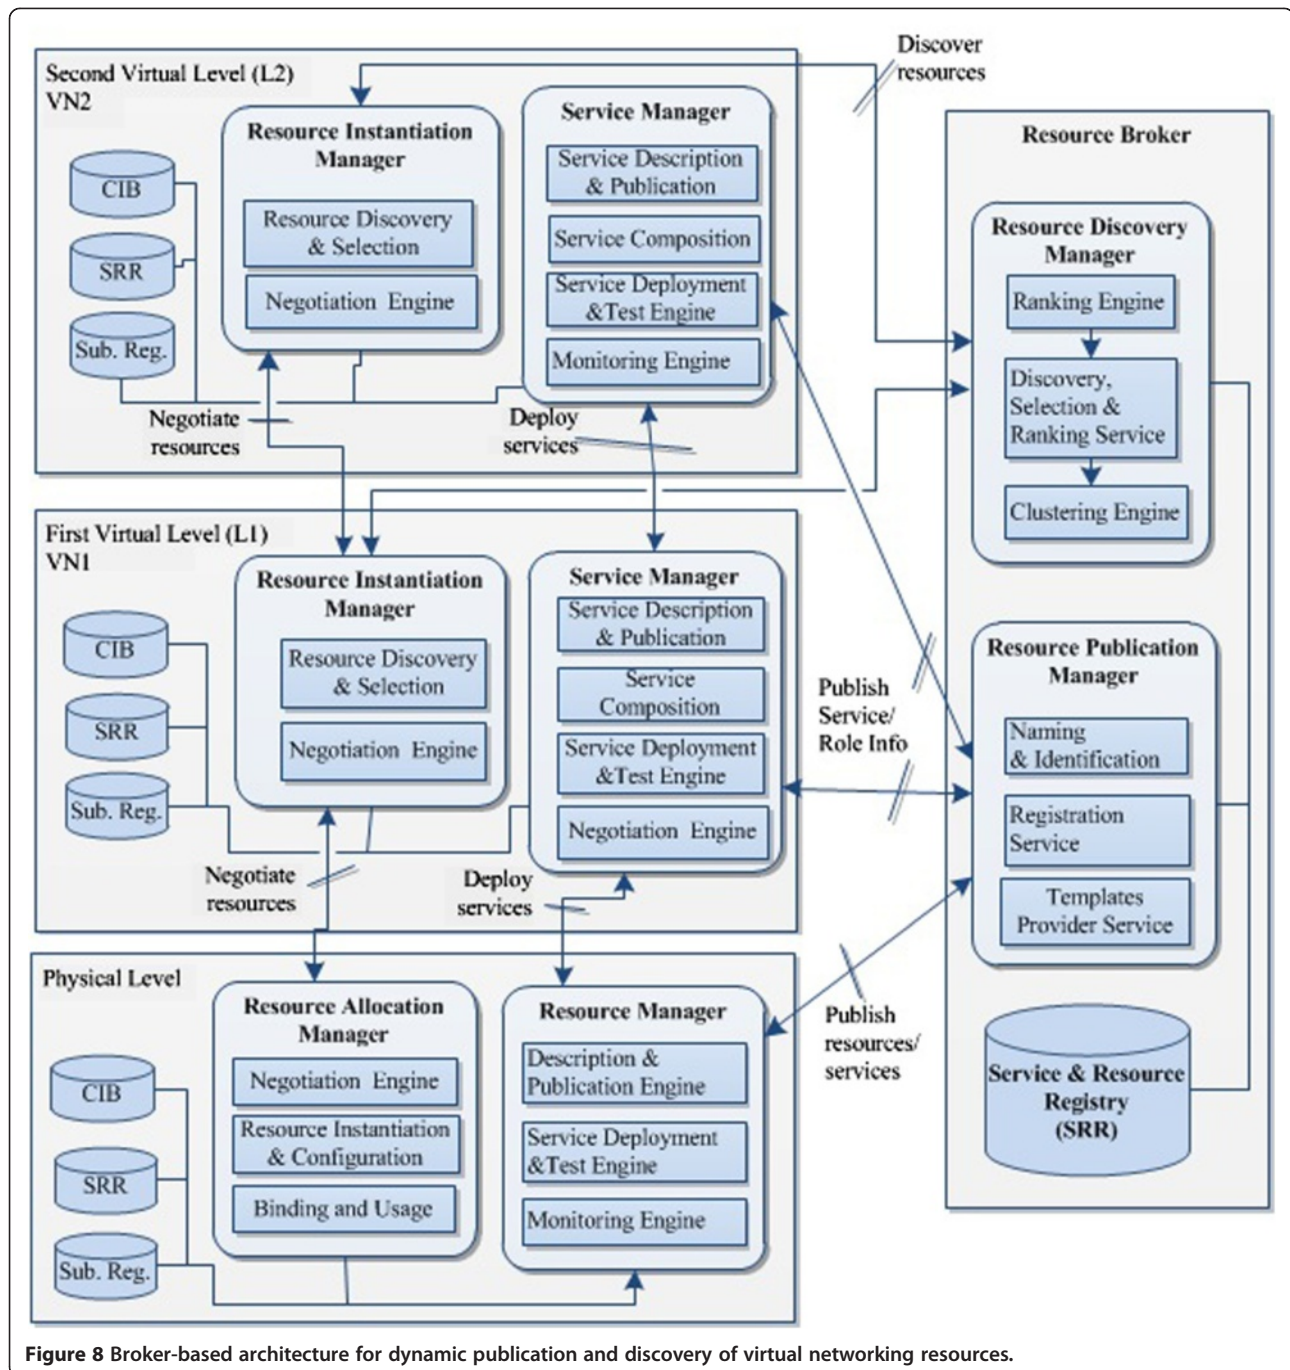 Discover
resources
Second Virtual Level (L2)
VN2
Resource Instantiation
Manager
Resource Discovery
& Selection
Negotiation Engine
CIB
SRR
Sub. Reg.
Service Manager
Service Description
& Publication
Service Composition
Service Deployment
&Test Engine
Monitoring Engine
Negotiate
resources
Deploy
services
First Virtual Level (L1)
VN1
Resource Instantiation
Manager
Resource Discovery
& Selection
Negotiation Engine
CIB
SRR
Sub. Reg.
Service Manager
Service Description
& Publication
Service
Composition
Service Deployment
&Test Engine
Negotiation Engine
Negotiate
resources
Deploy
services
Physical Level
Resource Allocation
Manager
Negotiation Engine
Resource Instantiation
& Configuration
Binding and Usage
CIB
SRR
Sub. Reg.
Resource Manager
Description &
Publication Engine
Service Deployment
&Test Engine
Monitoring Engine
Publish
Service/
Role Info
Publish
resources/
services
Resource Broker
Resource Discovery
Manager
Ranking Engine
Discovery,
Selection &
Ranking Service
Clustering Engine
Resource Publication
Manager
Naming
& Identification
Registration
Service
Templates
Provider Service
Service & Resource
Registry
(SRR)
Figure 8 Broker-based architecture for dynamic publication and discovery of virtual networking resources.